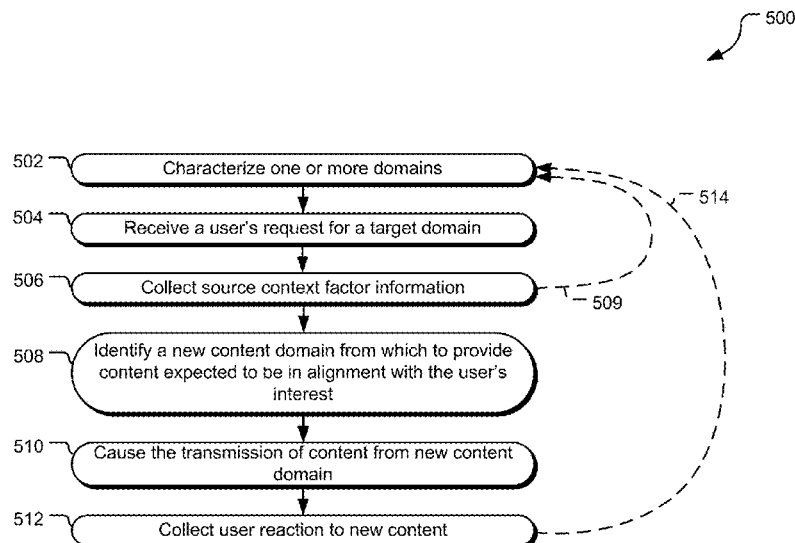 500
502
Characterize one or more domains
514
504
Receive a user's request for a target domain
506
Collect source context factor information
509
508
Identify a new content domain from which to provide
content expected to be in alignment with the user's
interest
510
Cause the transmission of content from new content
domain
512
Collect user reaction to new content